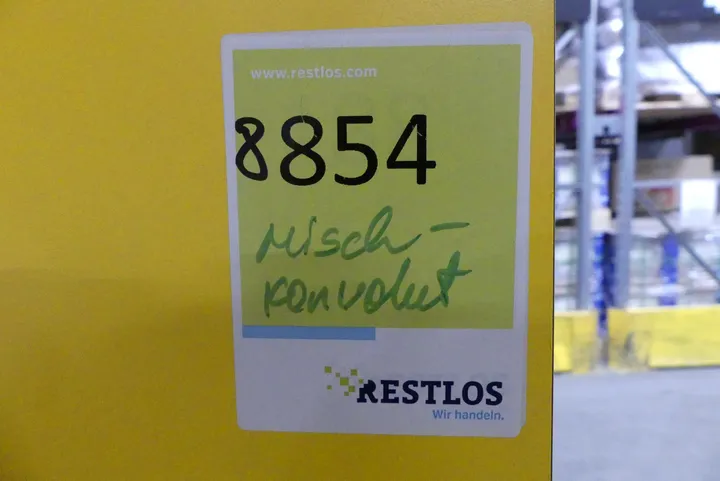 www.restlos.com
8854
Misch-
konvolut
RESTLOS
Wir handeln.